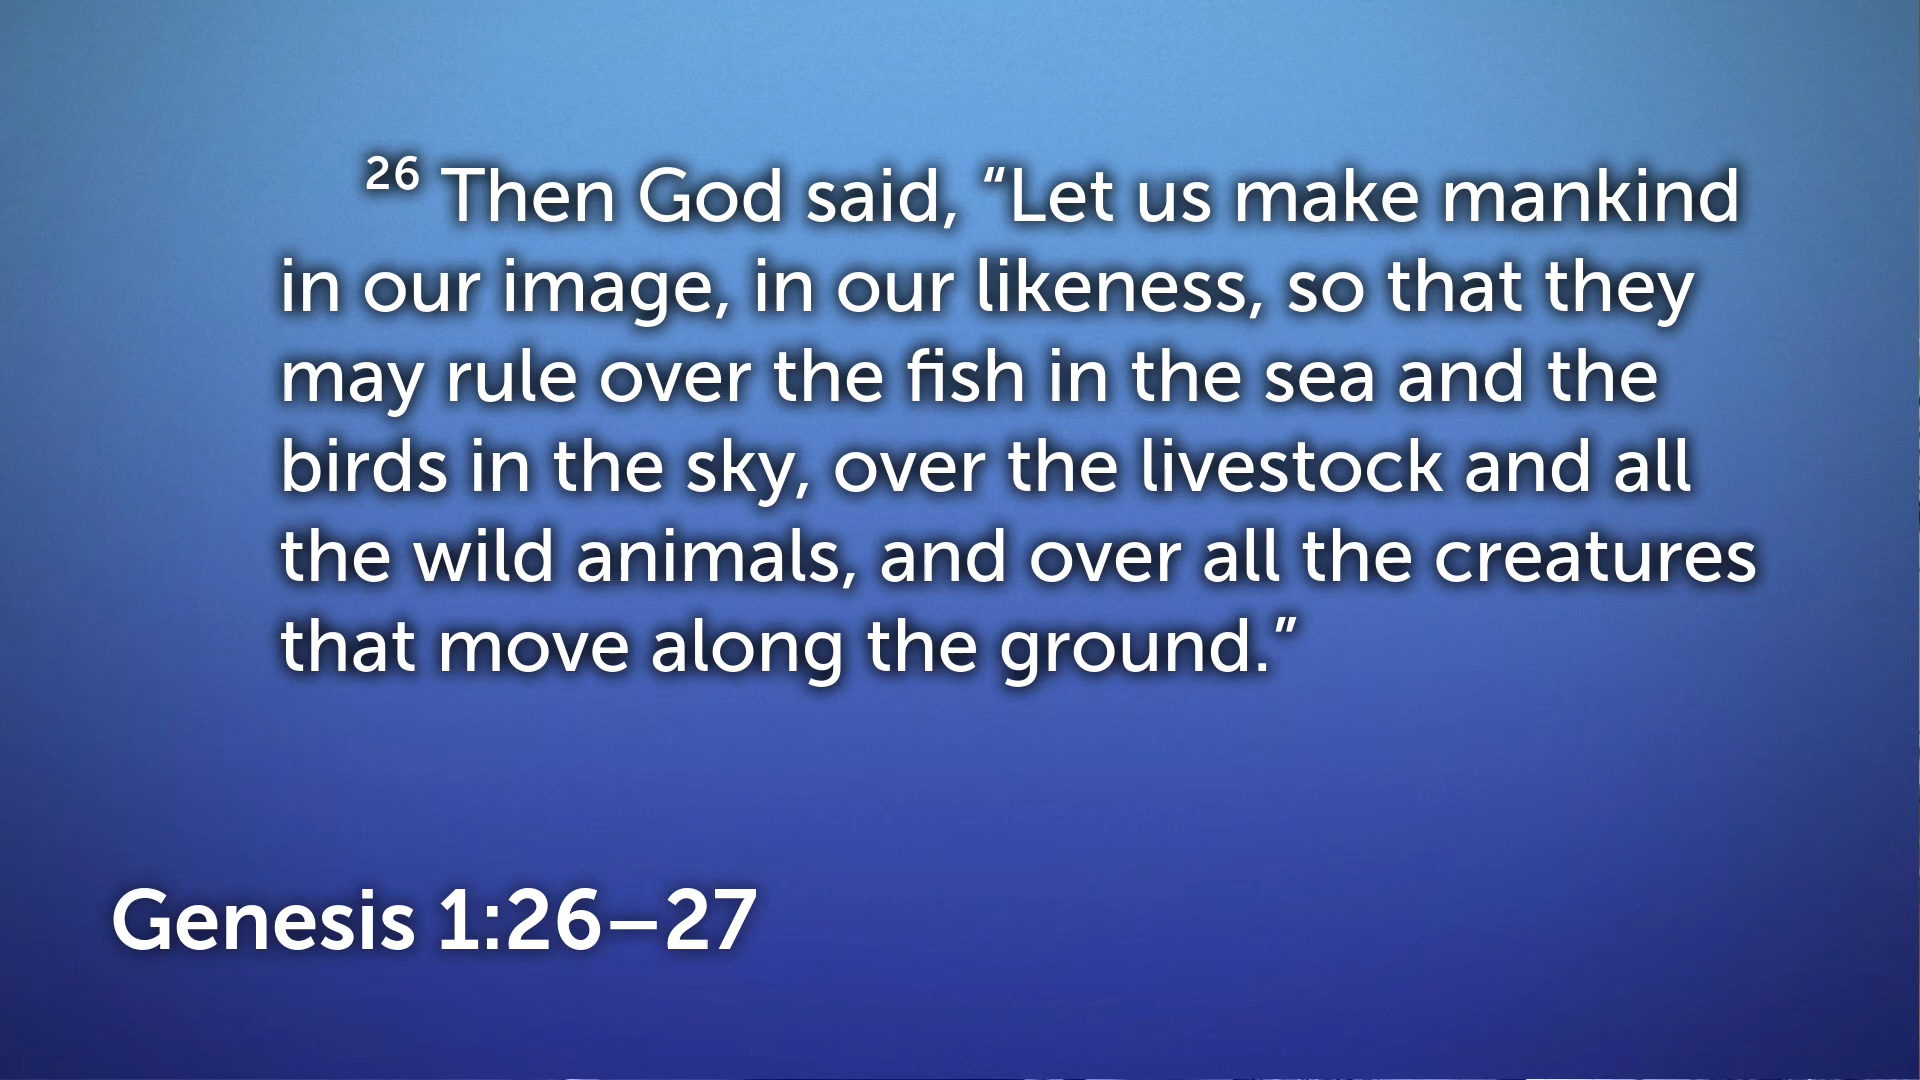 26 Then God said, “Let us make mankind
in our image, in our likeness, so that they
may rule over the fish in the sea and the
birds in the sky, over the livestock and all
the wild animals, and over all the creatures
that move along the ground.”
Genesis 1:26–27